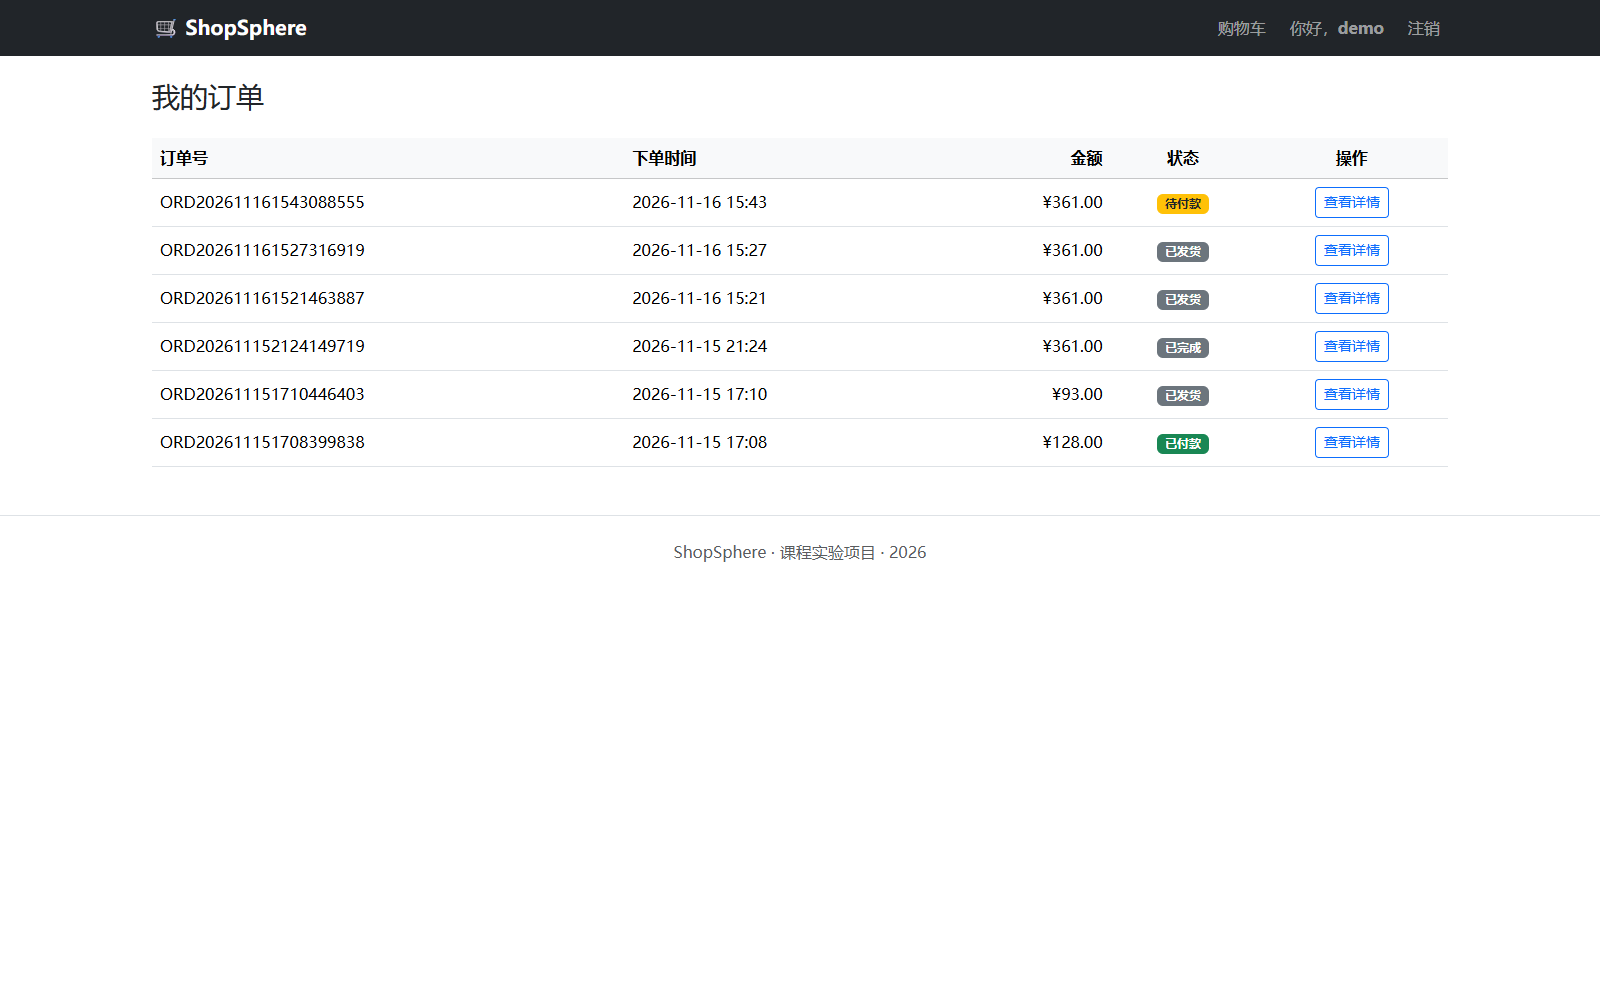 ShopSphere 购物车 你好，demo 注销
我的订单
订单号 下单时间 金额 状态 操作
ORD202611161543088555 2026-11-16 15:43 ¥361.00 待付款 查看详情
ORD202611161527316919 2026-11-16 15:27 ¥361.00 已发货 查看详情
ORD202611161521463887 2026-11-16 15:21 ¥361.00 已发货 查看详情
ORD202611152124149719 2026-11-15 21:24 ¥361.00 已完成 查看详情
ORD202611151710446403 2026-11-15 17:10 ¥93.00 已发货 查看详情
ORD202611151708399838 2026-11-15 17:08 ¥128.00 已付款 查看详情
ShopSphere · 课程实验项目 · 2026